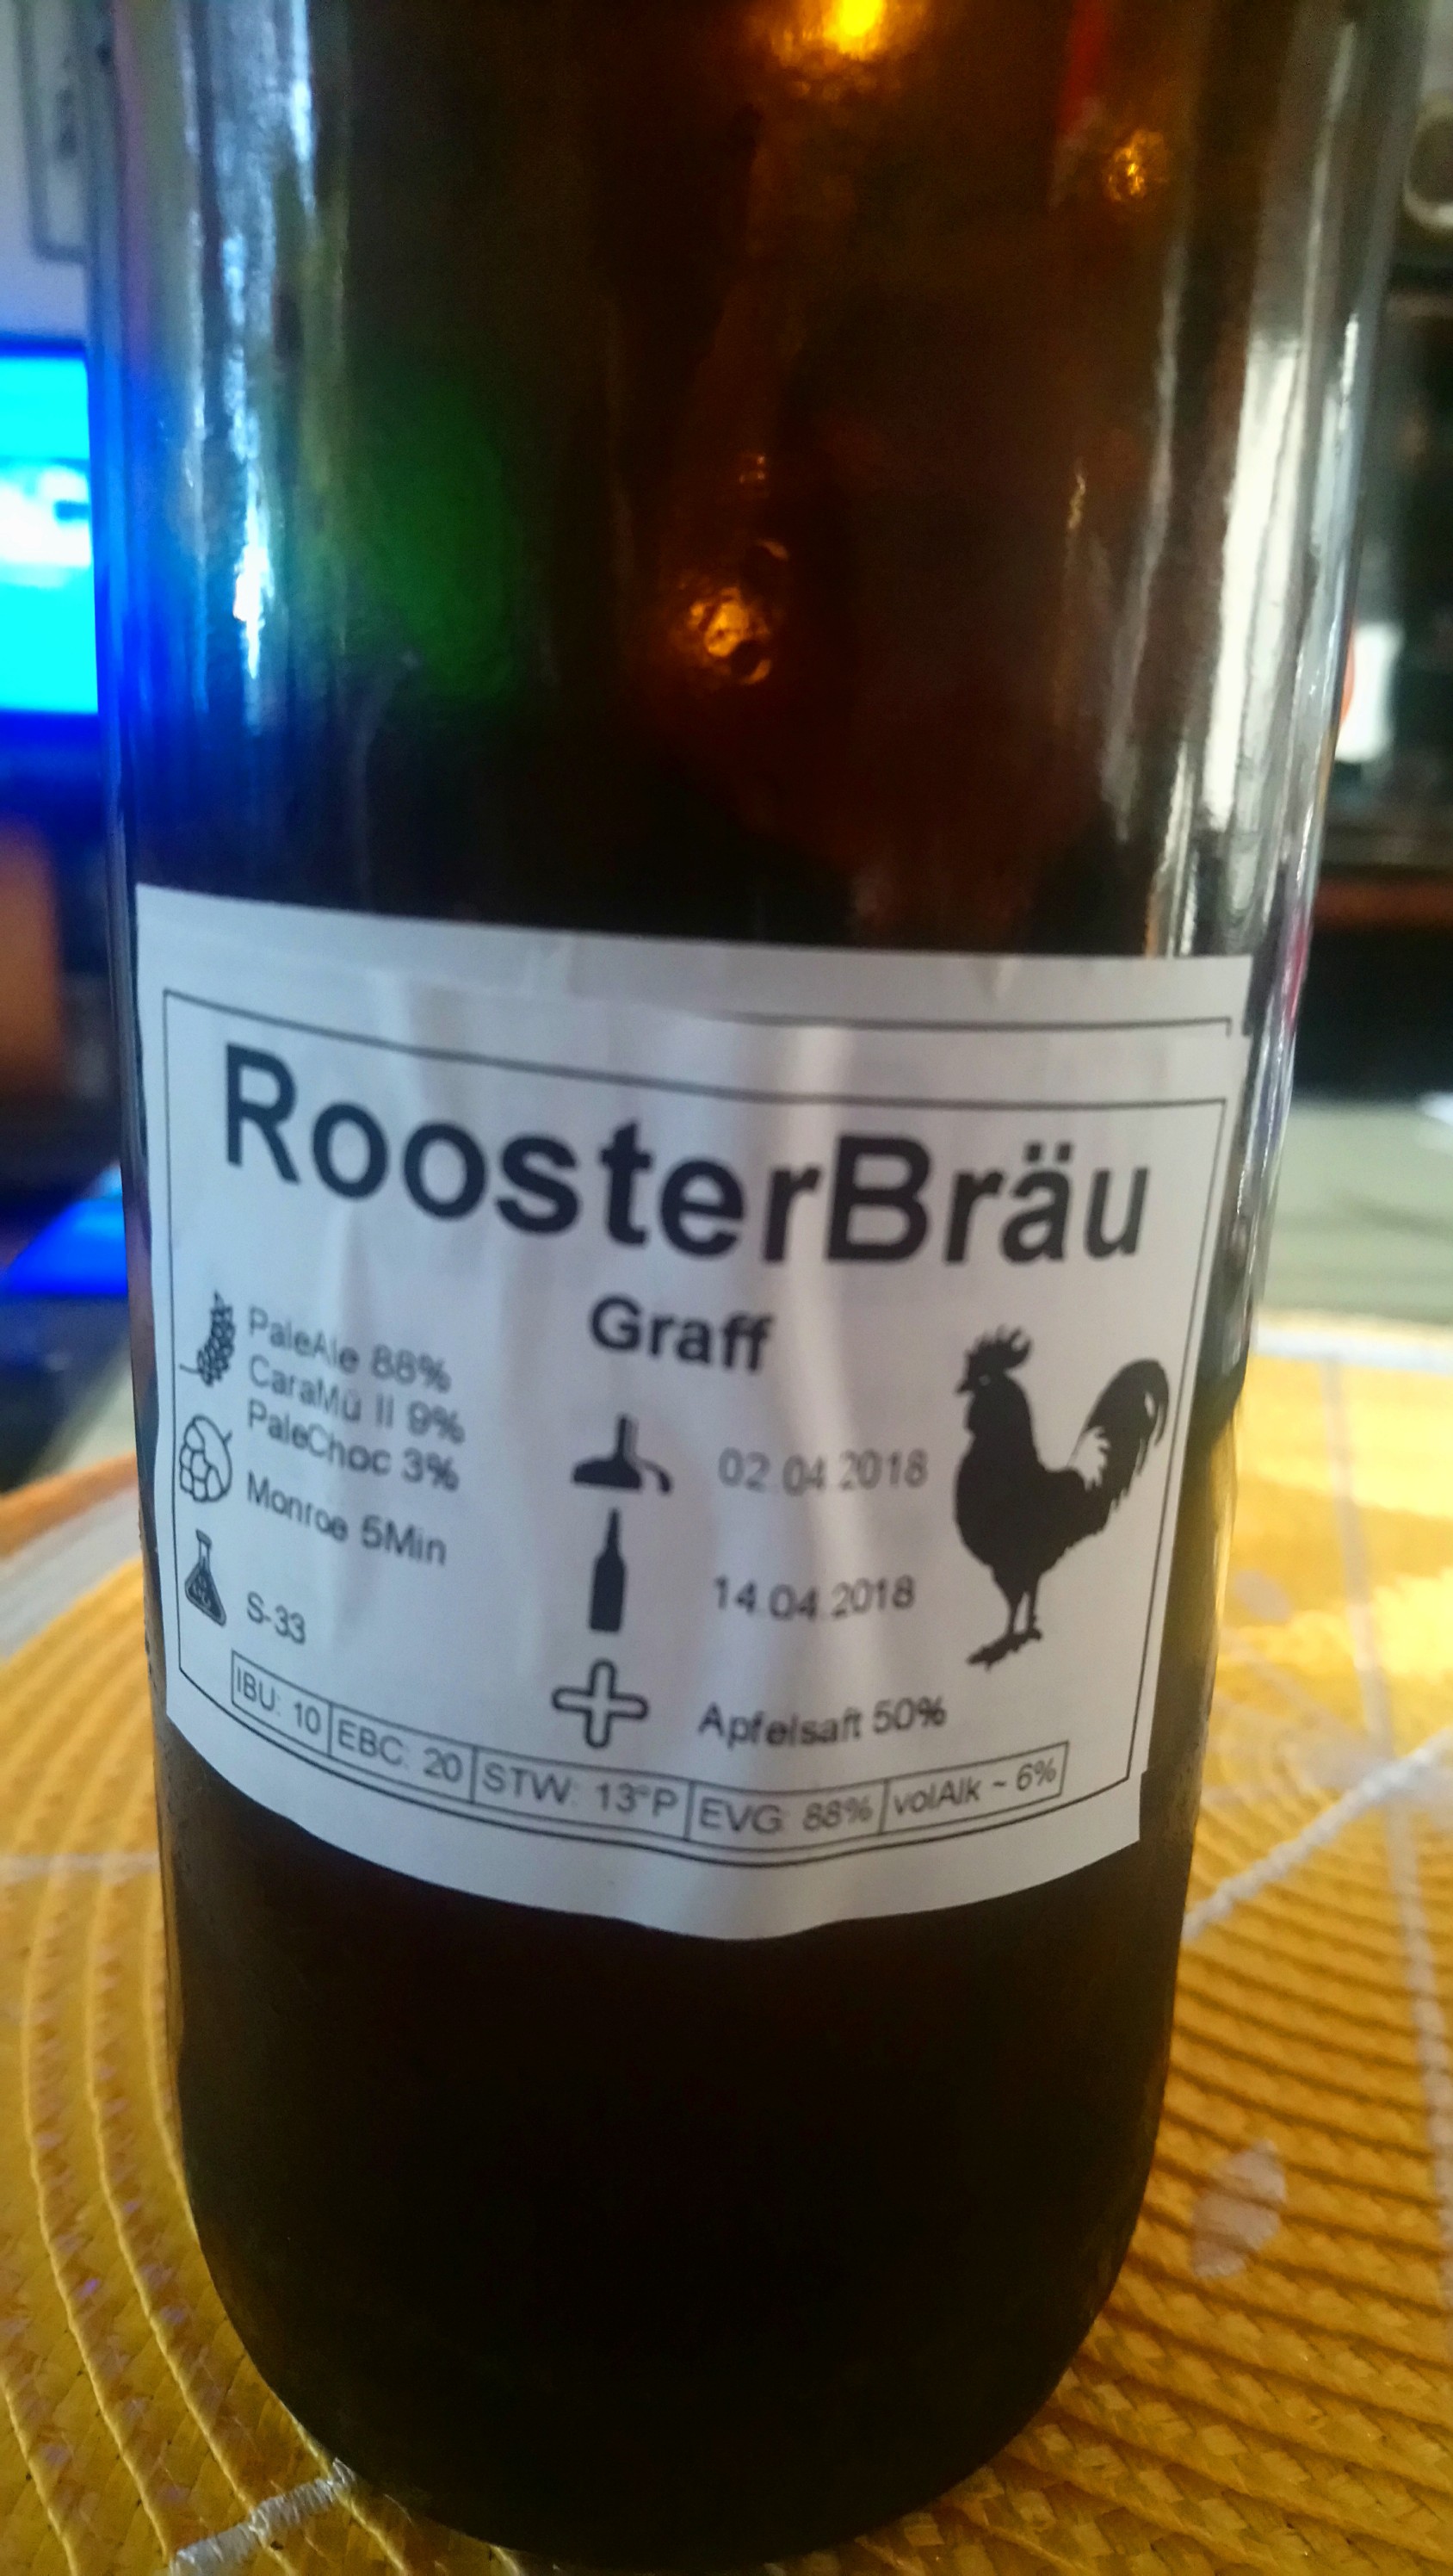 RoosterBräu
Graff
PaleAle 88%
CaraMü II 9%
PaleChoc 3%
Monroe 5Min
S-33
02.04.2018
14.04.2018
Apfelsaft 50%
IBU: 10 EBC: 20 STW: 13°P EVG: 88% volAlk ~ 6%